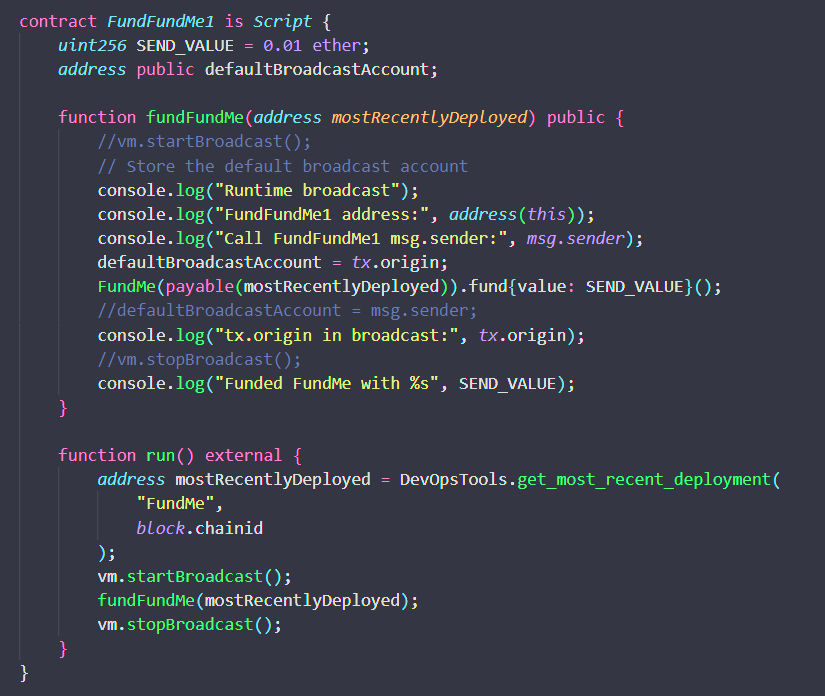 contract FundFundMe1 is Script {
    uint256 SEND_VALUE = 0.01 ether;
    address public defaultBroadcastAccount;

    function fundFundMe(address mostRecentlyDeployed) public {
        //vm.startBroadcast();
        // Store the default broadcast account
        console.log("Runtime broadcast");
        console.log("FundFundMe1 address:", address(this));
        console.log("Call FundFundMe1 msg.sender:", msg.sender);
        defaultBroadcastAccount = tx.origin;
        FundMe(payable(mostRecentlyDeployed)).fund{value: SEND_VALUE}();
        //defaultBroadcastAccount = msg.sender;
        console.log("tx.origin in broadcast:", tx.origin);
        //vm.stopBroadcast();
        console.log("Funded FundMe with %s", SEND_VALUE);
    }

    function run() external {
        address mostRecentlyDeployed = DevOpsTools.get_most_recent_deployment(
            "FundMe",
            block.chainid
        );
        vm.startBroadcast();
        fundFundMe(mostRecentlyDeployed);
        vm.stopBroadcast();
    }
}